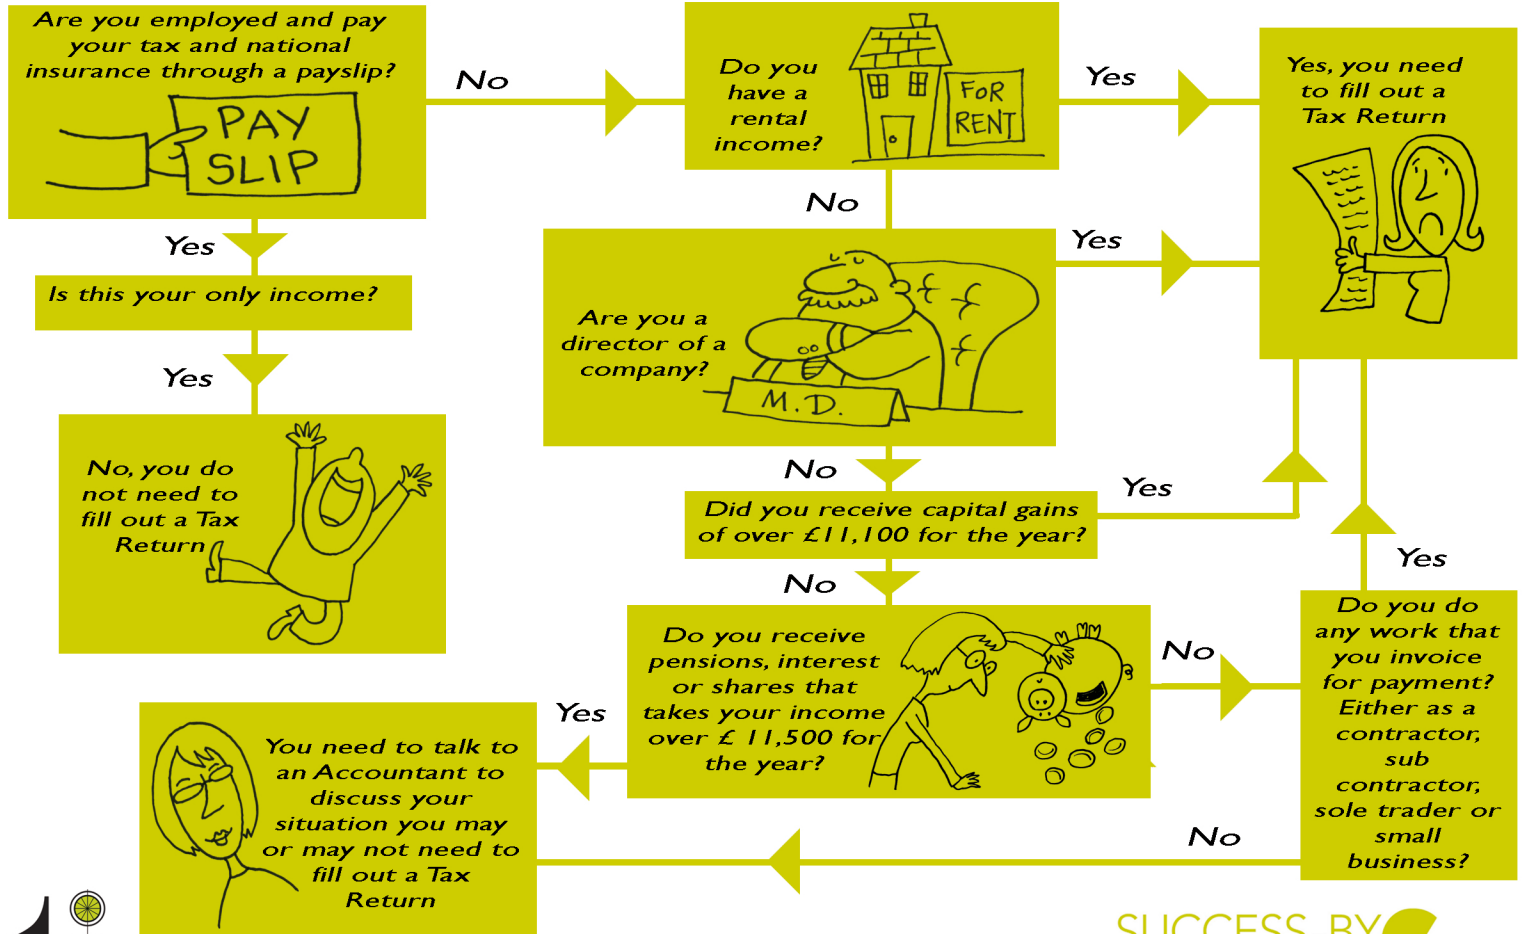 Are you employed and pay
your tax and national
insurance through a payslip?
PAY
SLIP
No
Do you
have a
rental
income?
FOR
RENT
Yes
Yes, you need
to fill out a
Tax Return
Yes
Is this your only income?
Yes
No, you do
not need to
fill out a Tax
Return
No
Are you a
director of a
company?
M.D.
Yes
No
Did you receive capital gains
of over £11,100 for the year?
Yes
No
Do you receive
pensions, interest
or shares that
takes your income
over £ 11,500 for
the year?
No
Yes
Do you do
any work that
you invoice
for payment?
Either as a
contractor,
sub
contractor,
sole trader or
small
business?
Yes
You need to talk to
an Accountant to
discuss your
situation you may
or may not need to
fill out a Tax
Return
No
SUCCESS BY